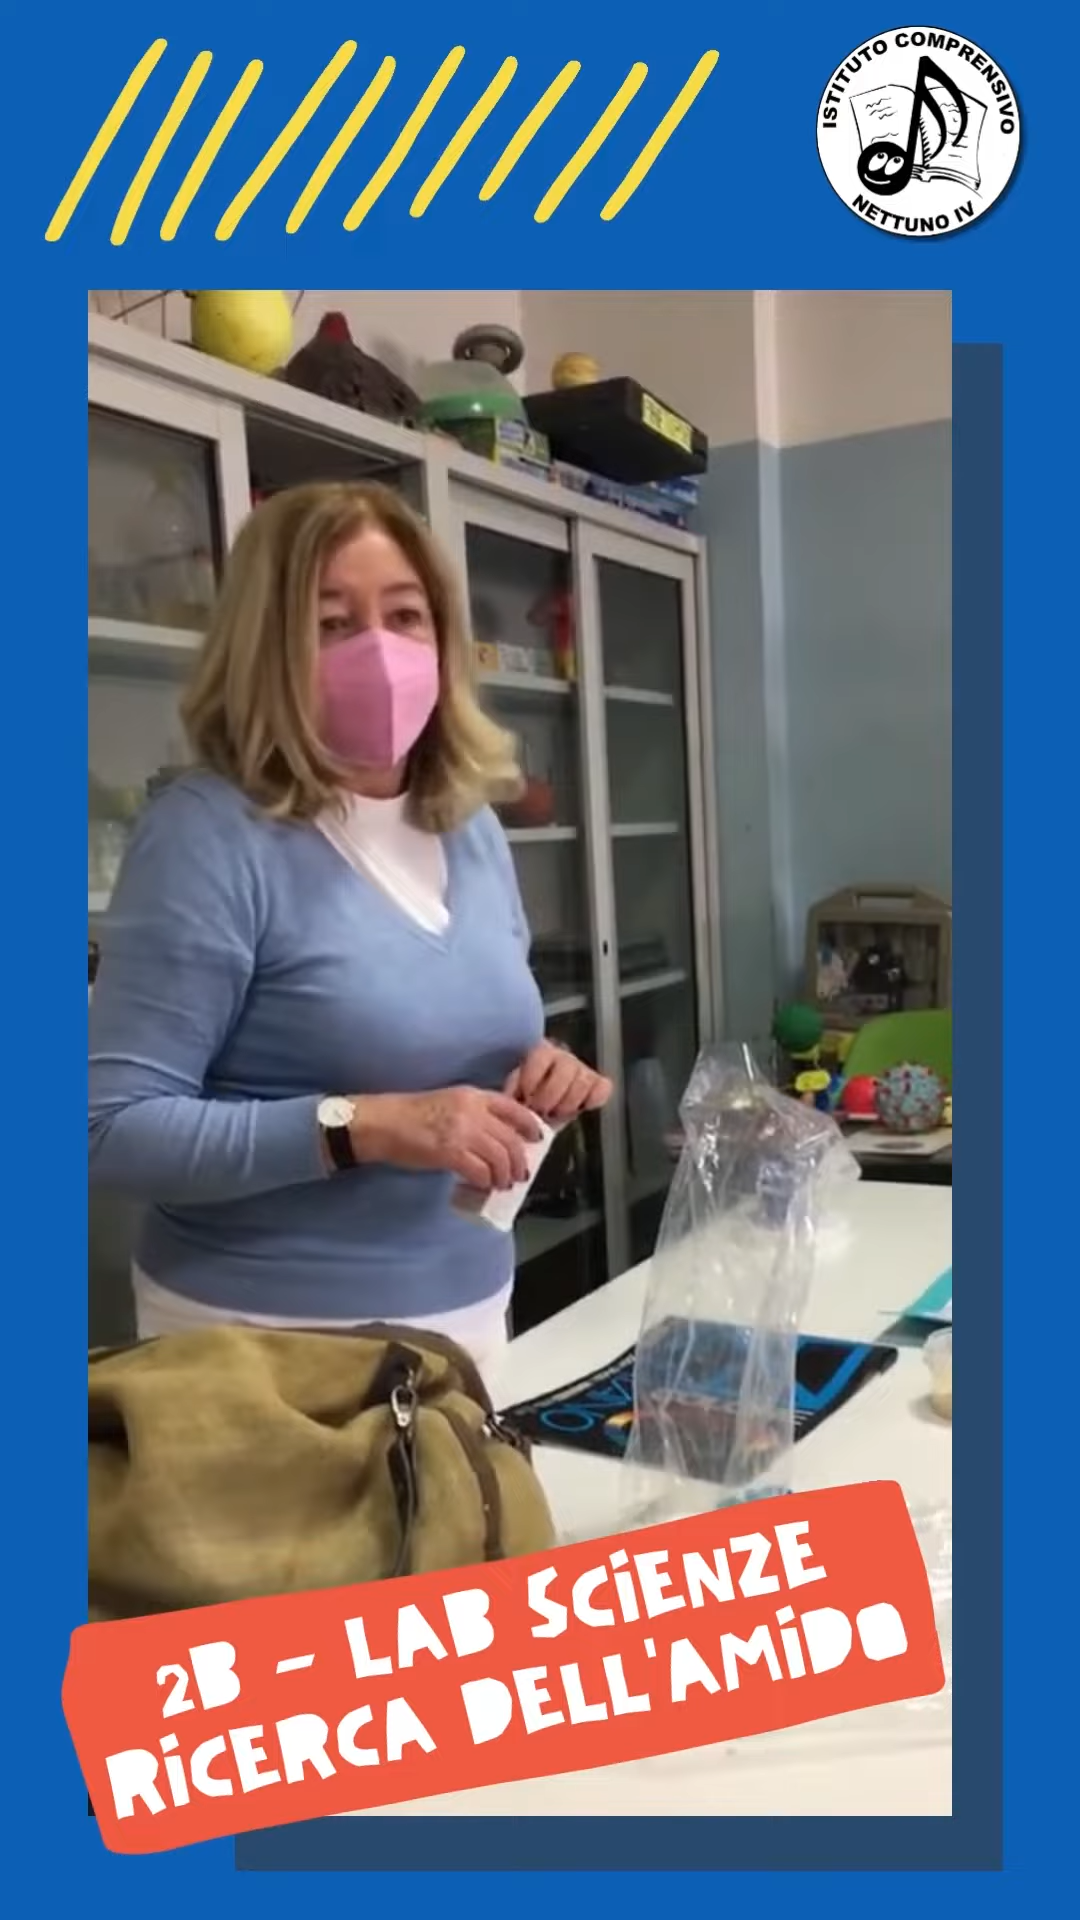 ISTITUTO COMPRENSIVO
NETTUNO IV
2B - LAB SCIENZE
RICERCA DELL'AMIDO